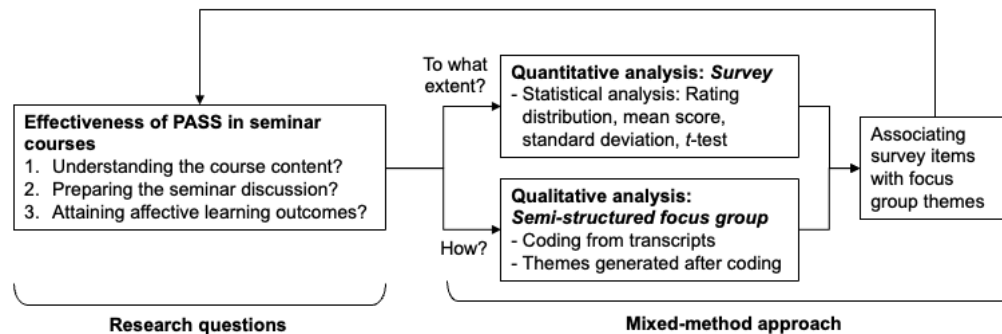 Effectiveness of PASS in seminar
courses
1. Understanding the course content?
2. Preparing the seminar discussion?
3. Attaining affective learning outcomes?
To what
extent?
How?
Quantitative analysis: Survey
- Statistical analysis: Rating
distribution, mean score,
standard deviation, t-test
Qualitative analysis:
Semi-structured focus group
- Coding from transcripts
- Themes generated after coding
Associating
survey items
with focus
group themes
Research questions
Mixed-method approach